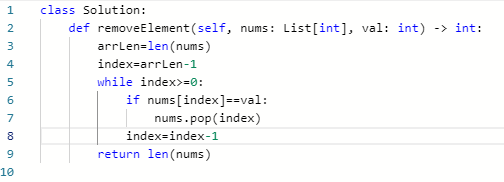 1 class Solution:
2     def removeElement(self, nums: List[int], val: int) -> int:
3         arrLen=len(nums)
4         index=arrLen-1
5         while index>=0:
6             if nums[index]==val:
7                 nums.pop(index)
8             index=index-1
9         return len(nums)
10